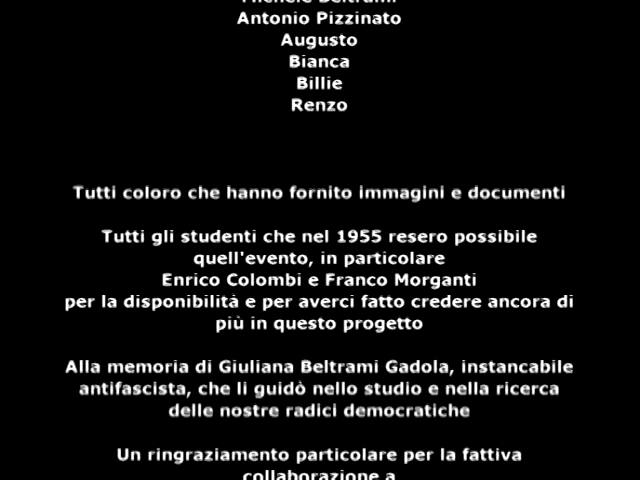 Michele Beltrami
Antonio Pizzinato
Augusto
Bianca
Billie
Renzo
Tutti coloro che hanno fornito immagini e documenti
Tutti gli studenti che nel 1955 resero possibile
quell'evento, in particolare
Enrico Colombi e Franco Morganti
per la disponibilità e per averci fatto credere ancora di
più in questo progetto
Alla memoria di Giuliana Beltrami Gadola, instancabile
antifascista, che li guidò nello studio e nella ricerca
delle nostre radici democratiche
Un ringraziamento particolare per la fattiva
collaborazione a